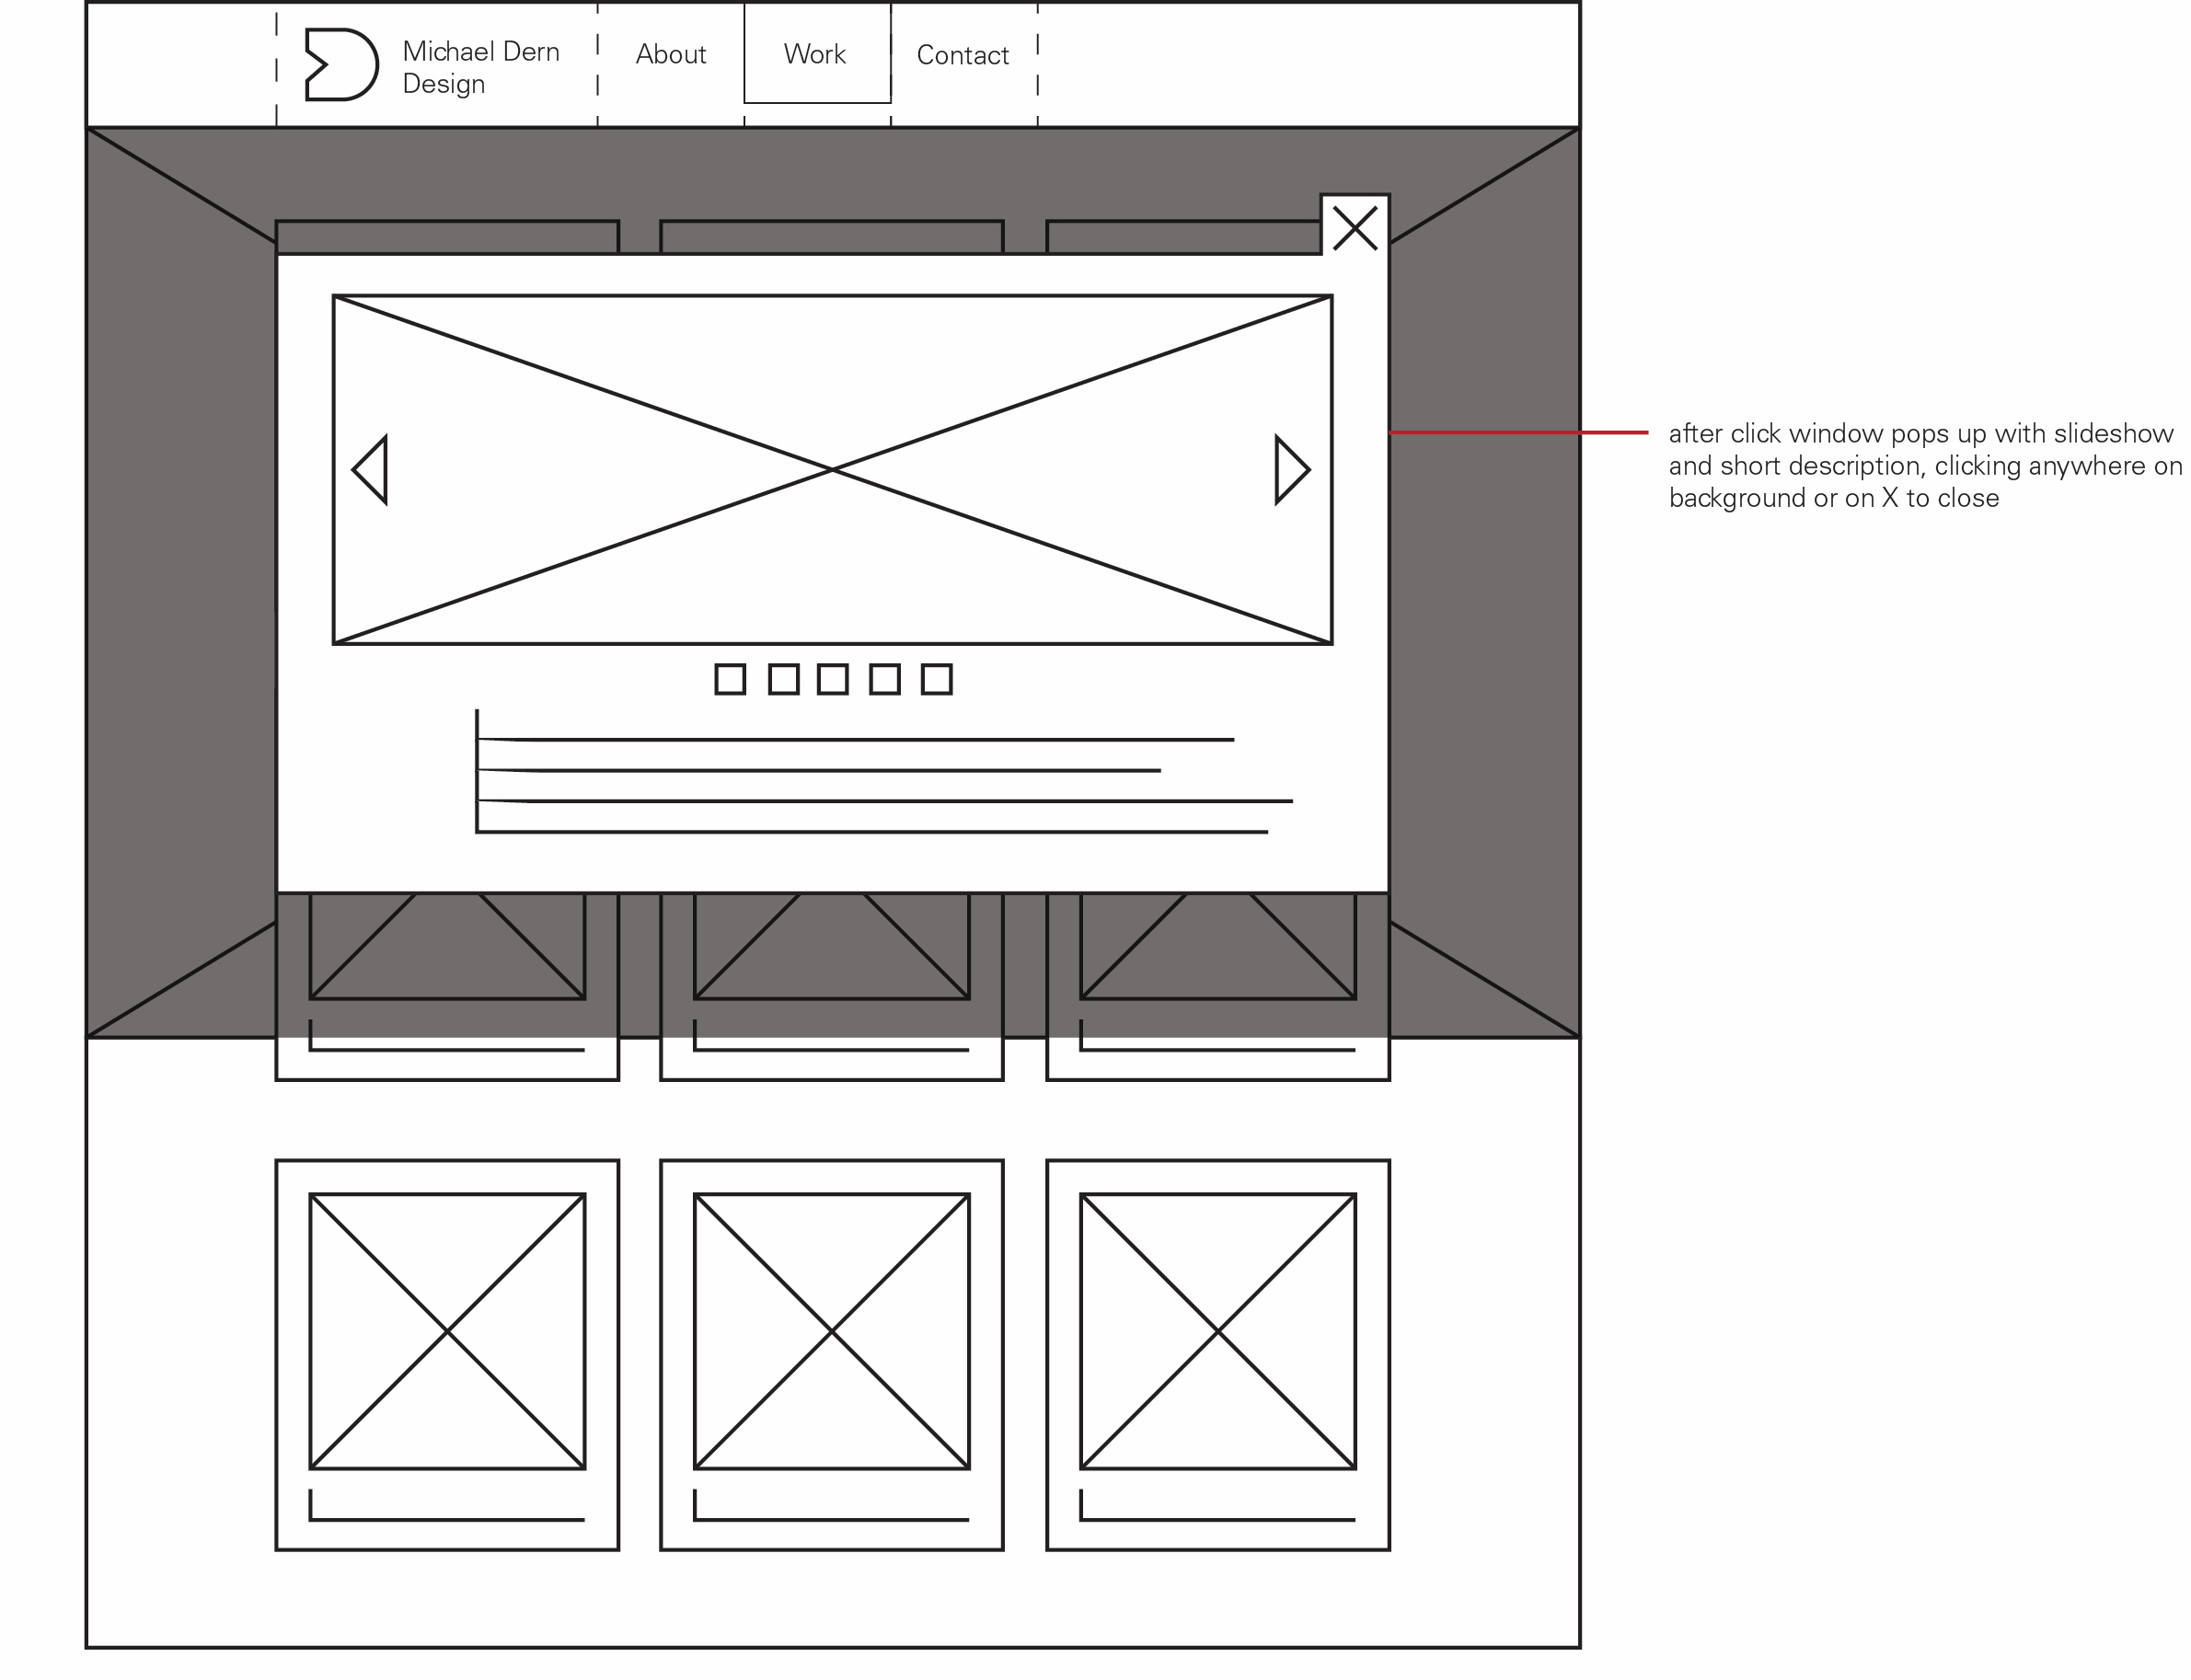 Michael Dern
Design
About
Work
Contact
after click window pops up with slideshow
and short description, clicking anywhere on
background or on X to close